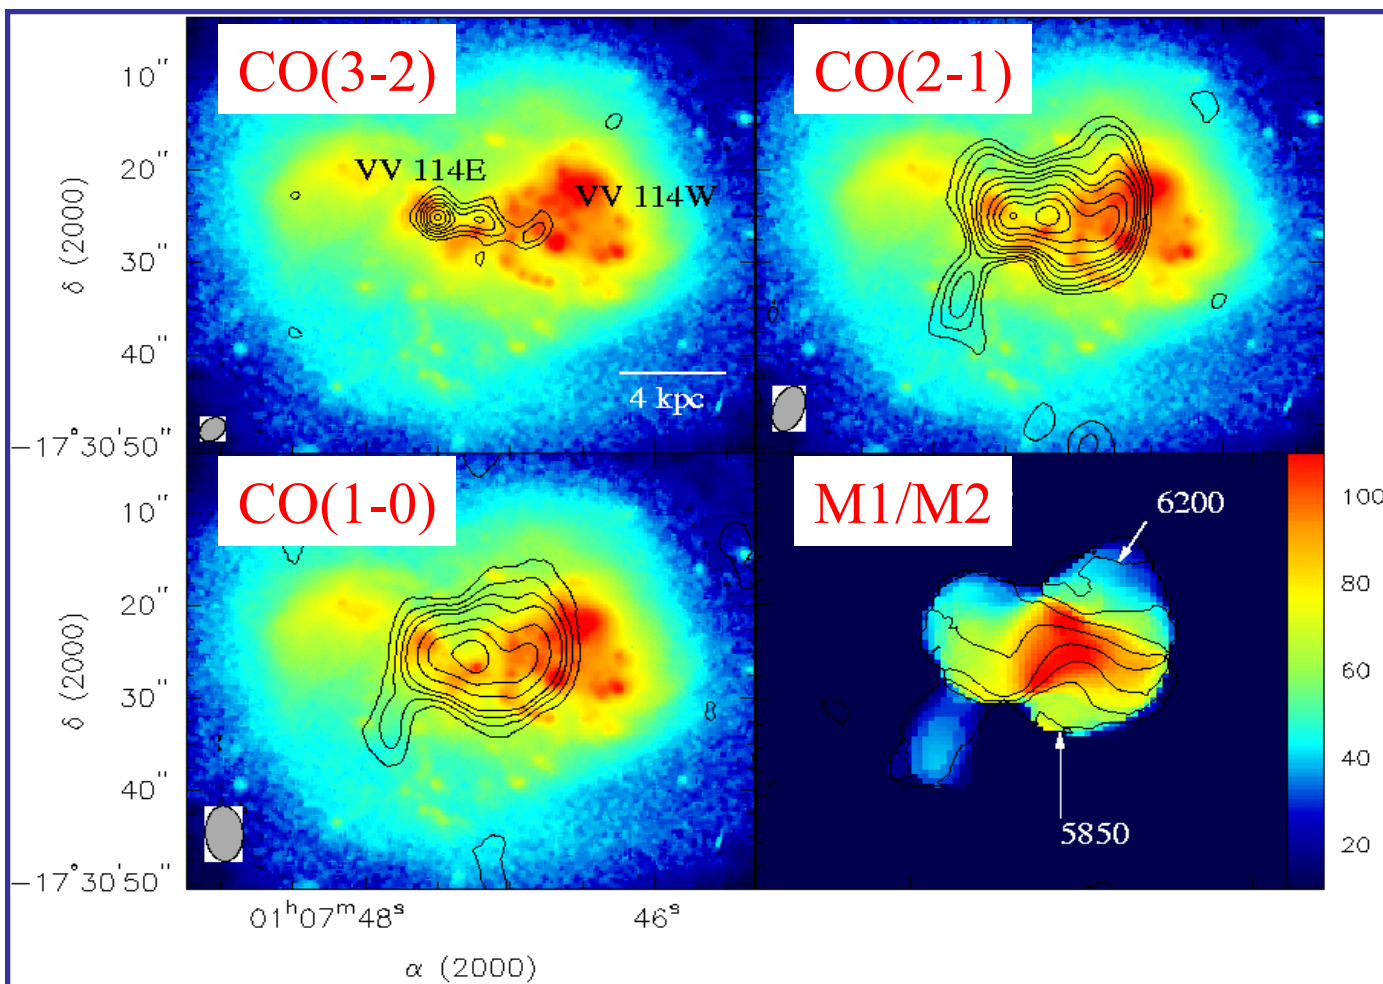 CO(3-2)
CO(2-1)
10"
20"
30"
40"
−17°30'50"
δ (2000)
VV 114E
VV 114W
4 kpc
CO(1-0)
M1/M2
10"
20"
30"
40"
−17°30'50"
δ (2000)
6200
5850
100
80
60
40
20
01ʰ07ᵐ48ˢ
46ˢ
α (2000)